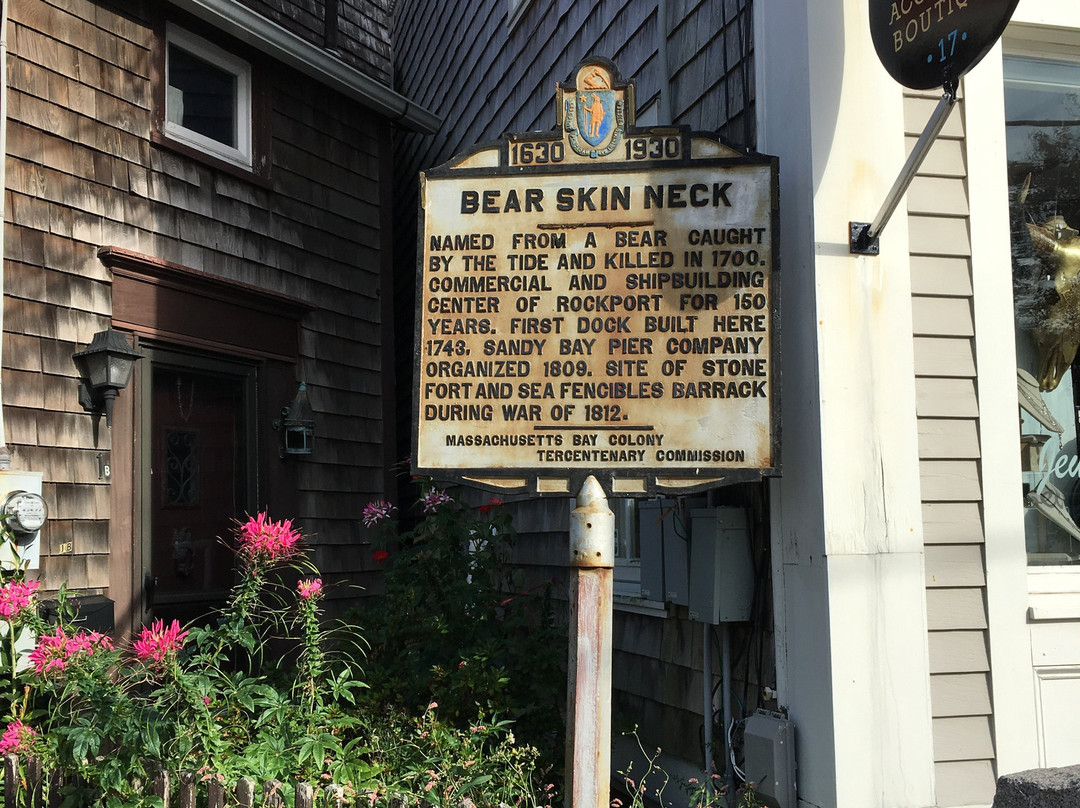 ACC
BOUTIQ
• 17 •
1630 1930
BEAR SKIN NECK
NAMED FROM A BEAR CAUGHT
BY THE TIDE AND KILLED IN 1700.
COMMERCIAL AND SHIPBUILDING
CENTER OF ROCKPORT FOR 150
YEARS. FIRST DOCK BUILT HERE
1743. SANDY BAY PIER COMPANY
ORGANIZED 1809. SITE OF STONE
FORT AND SEA FENCIBLES BARRACK
DURING WAR OF 1812.
MASSACHUSETTS BAY COLONY
TERCENTENARY COMMISSION
Jew